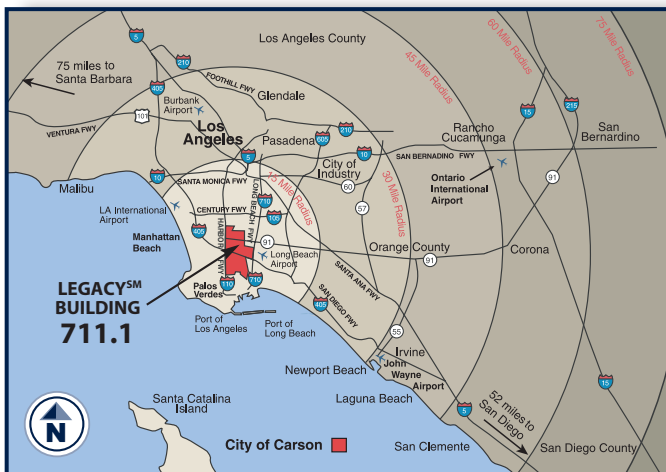 5
210
Los Angeles County
45 Mile Radius
60 Mile Radius
75 Mile Radius
75 miles to
Santa Barbara
405
FOOTHILL FWY
Glendale
15
215
Burbank
Airport
101
VENTURA FWY
Los
Angeles
Pasadena
605
210
Rancho
Cucamunga
San
Bernardino
10
5
City of
Industry
SAN BERNARDINO FWY
Malibu
10
SANTA MONICA FWY
LONG BEACH FWY
15 Mile Radius
60
30 Mile Radius
Ontario
International
Airport
91
LA International
Airport
CENTURY FWY
710
105
57
405
HARBOR FWY
Manhattan
Beach
91
Orange County
91
Corona
Long Beach
Airport
SANTA ANA FWY
LEGACY℠
BUILDING
711.1
Palos
Verdes
110
710
SAN DIEGO FWY
405
Port of
Los Angeles
Port of
Long Beach
55
Irvine
John
Wayne
Airport
Newport Beach
15
Laguna Beach
52 miles to
San Diego
5
Santa Catalina
Island
N
City of Carson
San Clemente
San Diego County